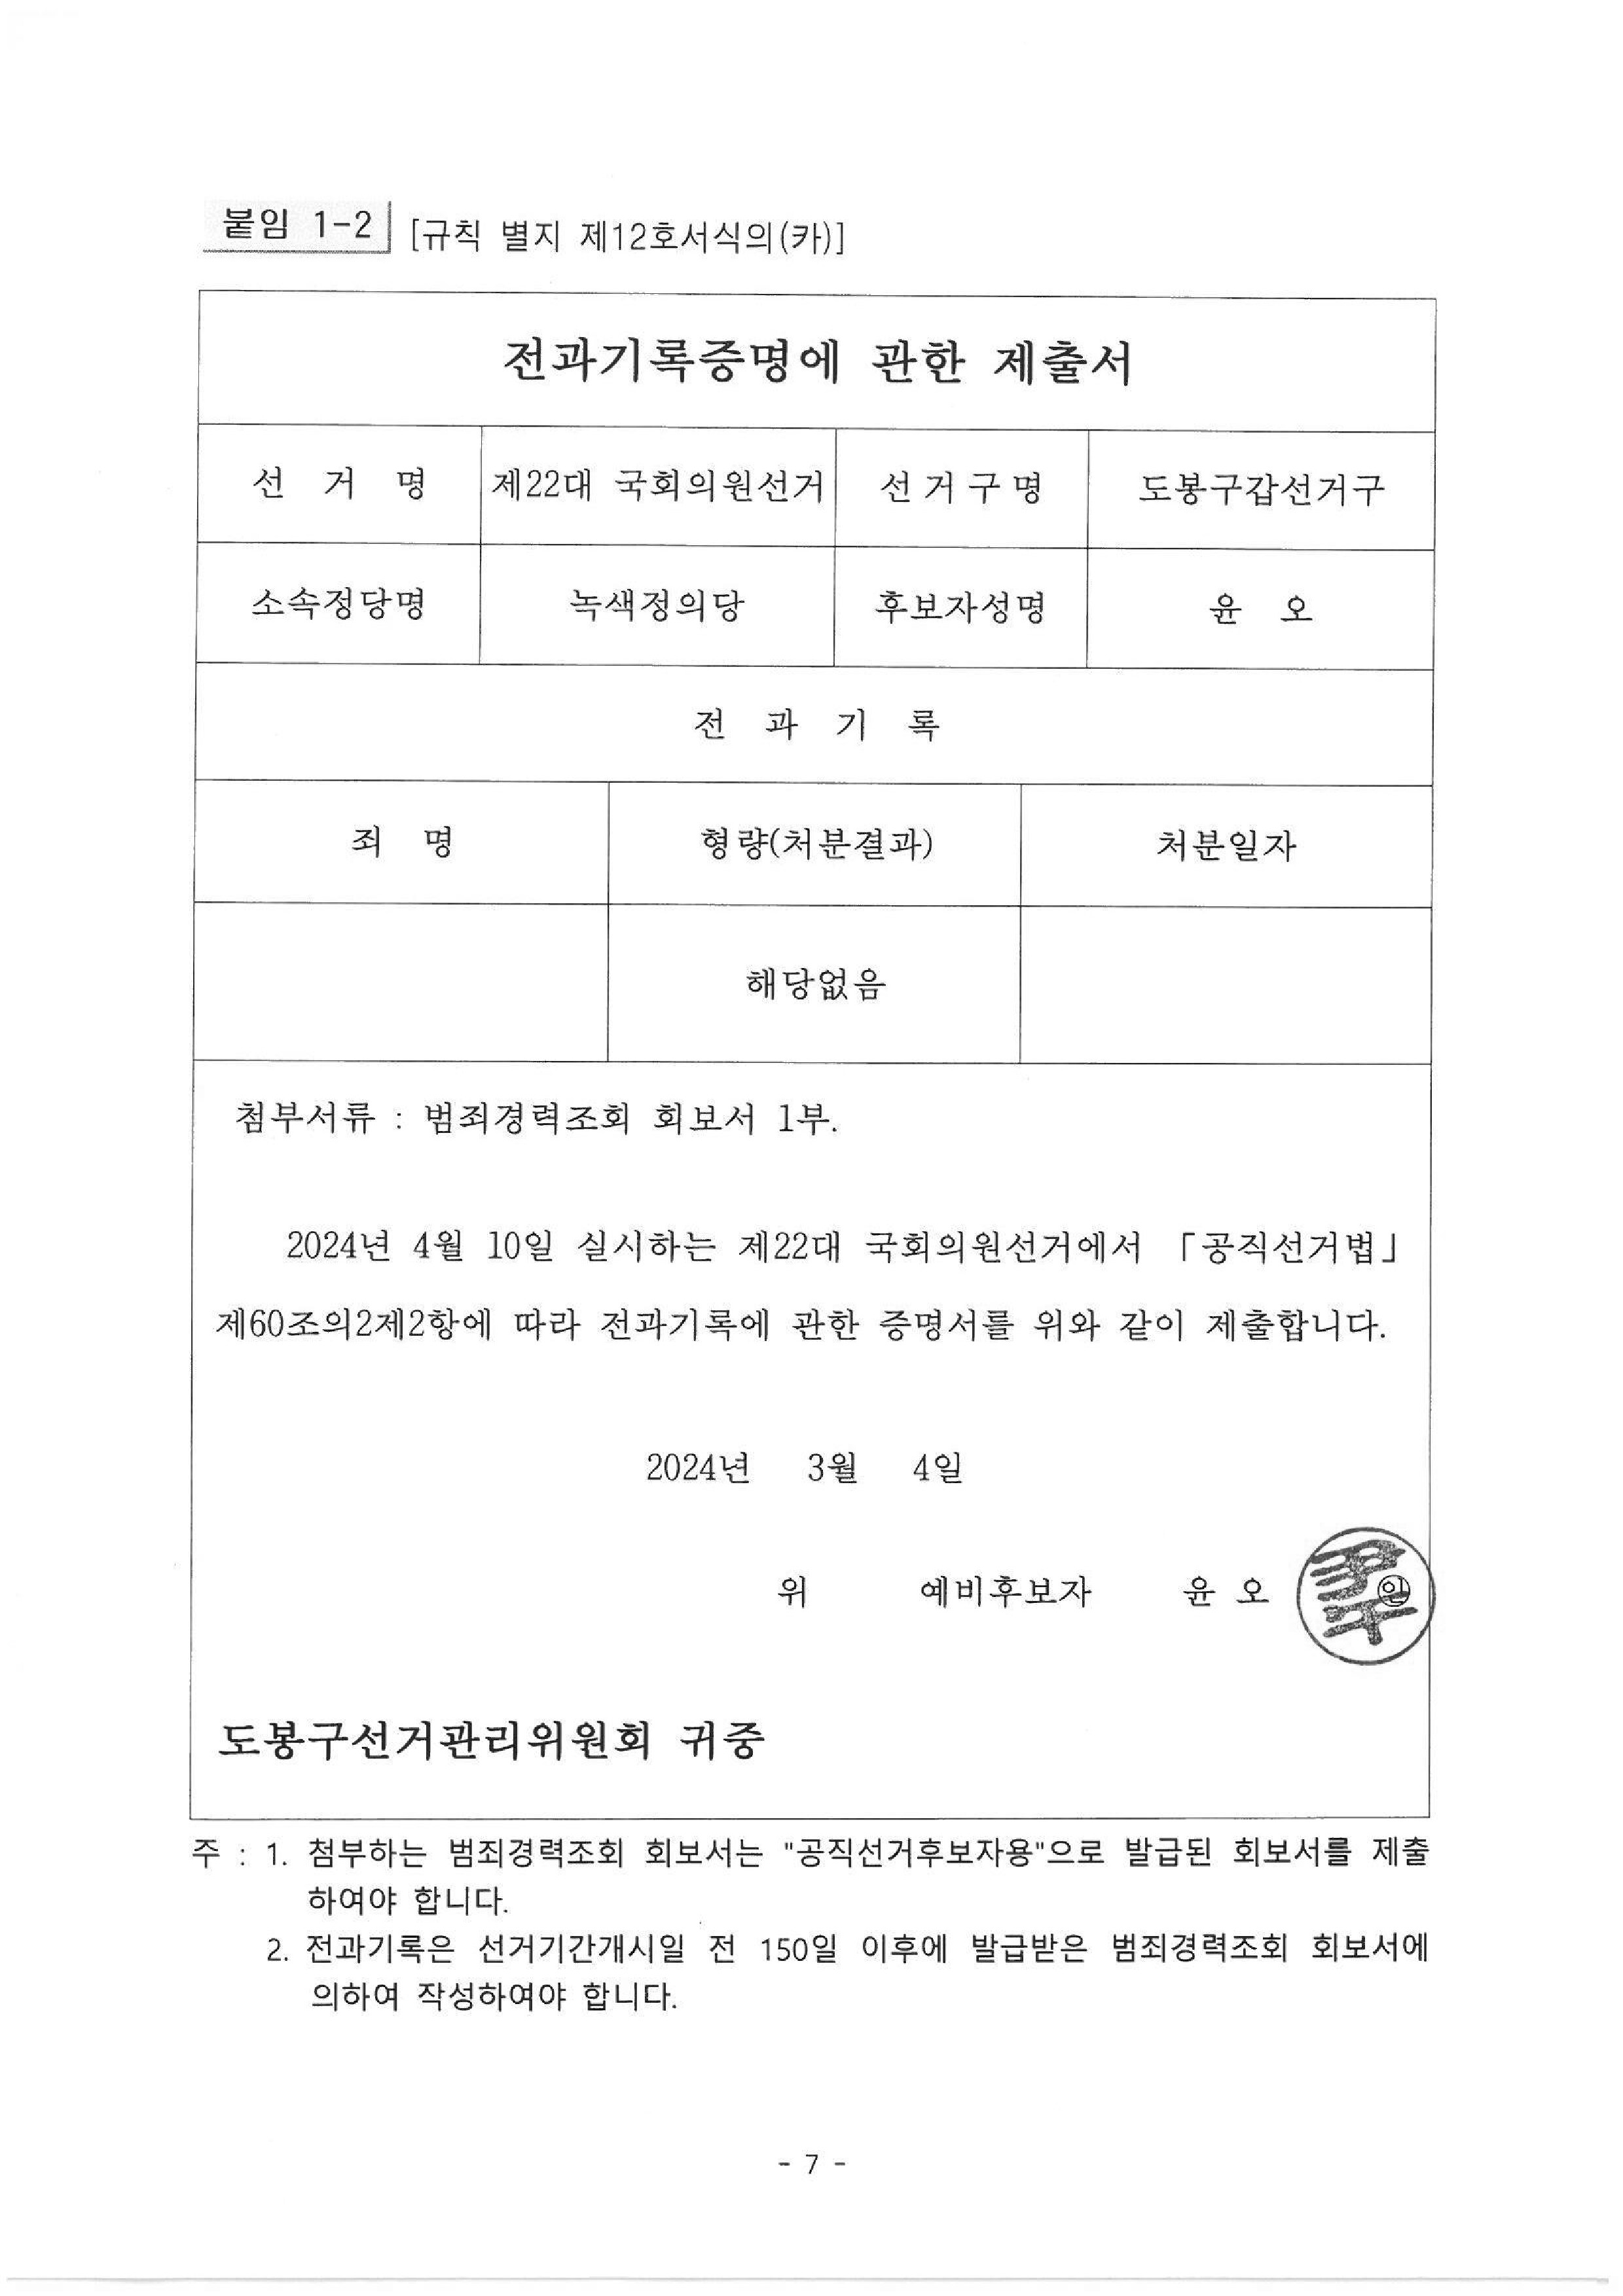 붙임 1-2 [규칙 별지 제12호서식의(카)]
전과기록증명에 관한 제출서
선 거 명 제22대 국회의원선거 선거구명 도봉구갑선거구
소속정당명 녹색정의당 후보자성명 윤 오
전 과 기 록
죄 명 형량(처분결과) 처분일자
해당없음
첨부서류 : 범죄경력조회 회보서 1부.
2024년 4월 10일 실시하는 제22대 국회의원선거에서 「공직선거법」
제60조의2제2항에 따라 전과기록에 관한 증명서를 위와 같이 제출합니다.
2024년 3월 4일
위 예비후보자 윤 오 인
도봉구선거관리위원회 귀중
주 : 1. 첨부하는 범죄경력조회 회보서는 "공직선거후보자용"으로 발급된 회보서를 제출
하여야 합니다.
2. 전과기록은 선거기간개시일 전 150일 이후에 발급받은 범죄경력조회 회보서에
의하여 작성하여야 합니다.
- 7 -